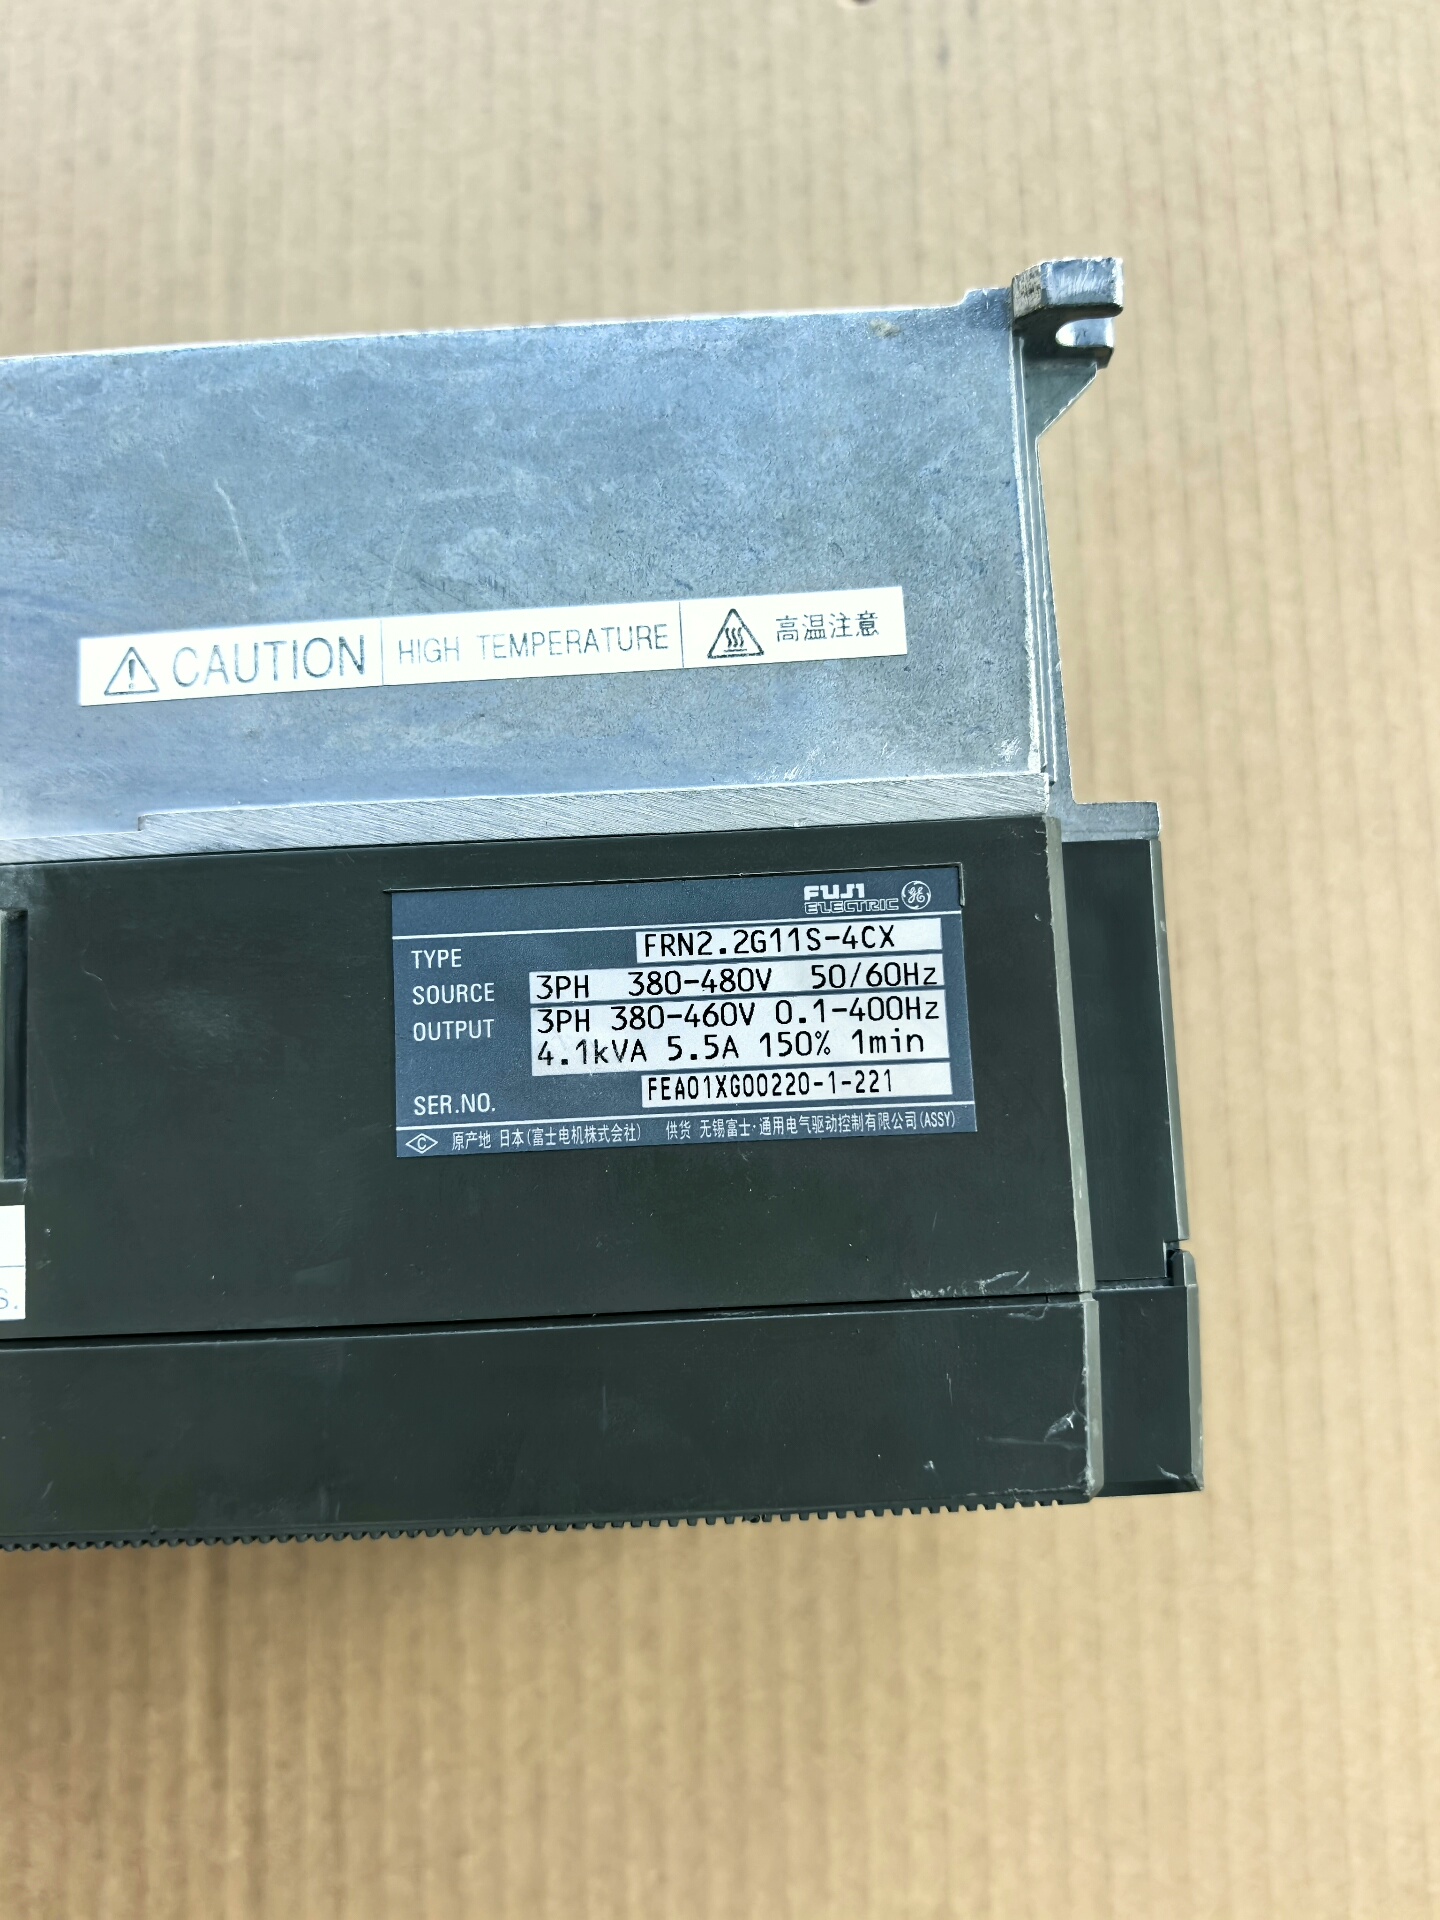 CAUTION HIGH TEMPERATURE 高温注意
FUJI
ELECTRIC GE
TYPE FRN2.2G11S-4CX
SOURCE 3PH 380-480V 50/60Hz
OUTPUT 3PH 380-460V 0.1-400Hz
4.1kVA 5.5A 150% 1min
SER.NO. FEA01XG00220-1-221
C 原产地 日本(富士电机株式会社) 供货 无锡富士·通用电气驱动控制有限公司(ASSY)
S.